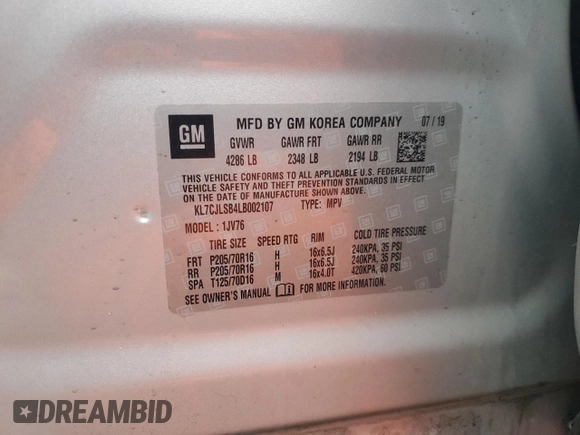 GM
MFD BY GM KOREA COMPANY 07/19
GVWR GAWR FRT GAWR RR
4286 LB 2348 LB 2194 LB
THIS VEHICLE CONFORMS TO ALL APPLICABLE U.S. FEDERAL MOTOR
VEHICLE SAFETY AND THEFT PREVENTION STANDARDS IN EFFECT
ON THE DATE OF MANUFACTURE SHOWN ABOVE.
KL7CJLSB4LB002107 TYPE: MPV
MODEL: 1JV76
TIRE SIZE SPEED RTG RIM COLD TIRE PRESSURE
FRT P205/70R16 H 16x6.5J 240KPA, 35 PSI
RR P205/70R16 H 16x6.5J 240KPA, 35 PSI
SPA T125/70D16 M 16x4.0T 420KPA, 60 PSI
SEE OWNER'S MANUAL FOR MORE INFORMATION
DREAMBID